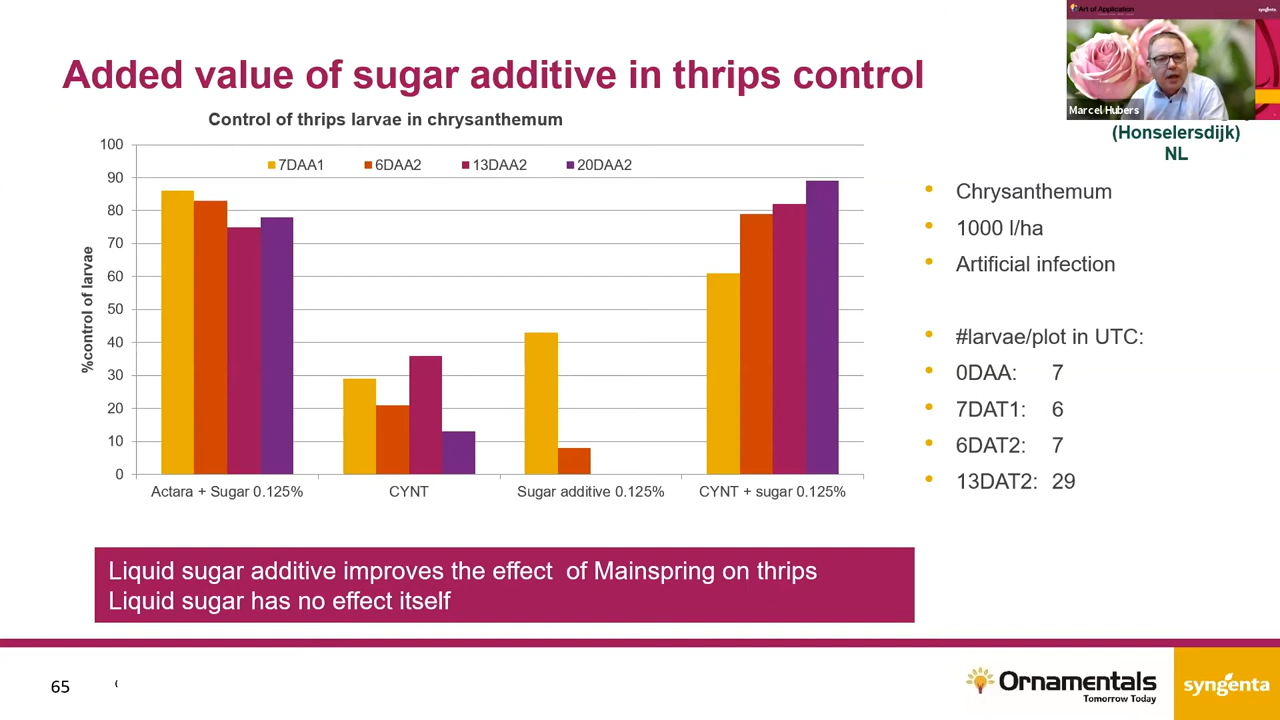 Added value of sugar additive in thrips control
Art of Application
syngenta
Marcel Hubers
(Honselersdijk)
NL
Control of thrips larvae in chrysanthemum
7DAA1 6DAA2 13DAA2 20DAA2
%control of larvae
100
90
80
70
60
50
40
30
20
10
0
Actara + Sugar 0.125% CYNT Sugar additive 0.125% CYNT + sugar 0.125%
• Chrysanthemum
• 1000 l/ha
• Artificial infection
• #larvae/plot in UTC:
• 0DAA: 7
• 7DAT1: 6
• 6DAT2: 7
• 13DAT2: 29
Liquid sugar additive improves the effect of Mainspring on thrips
Liquid sugar has no effect itself
65
Ornamentals
Tomorrow Today
syngenta